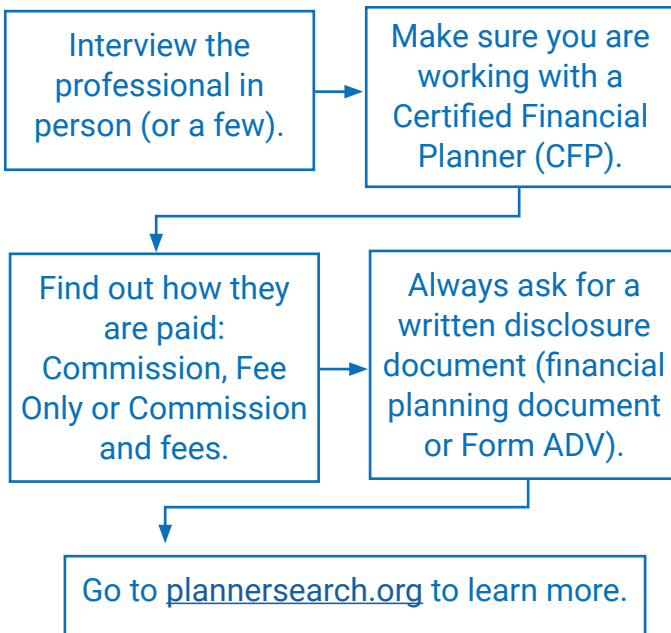 Interview the
professional in
person (or a few).
Make sure you are
working with a
Certified Financial
Planner (CFP).
Find out how they
are paid:
Commission, Fee
Only or Commission
and fees.
Always ask for a
written disclosure
document (financial
planning document
or Form ADV).
Go to plannersearch.org to learn more.